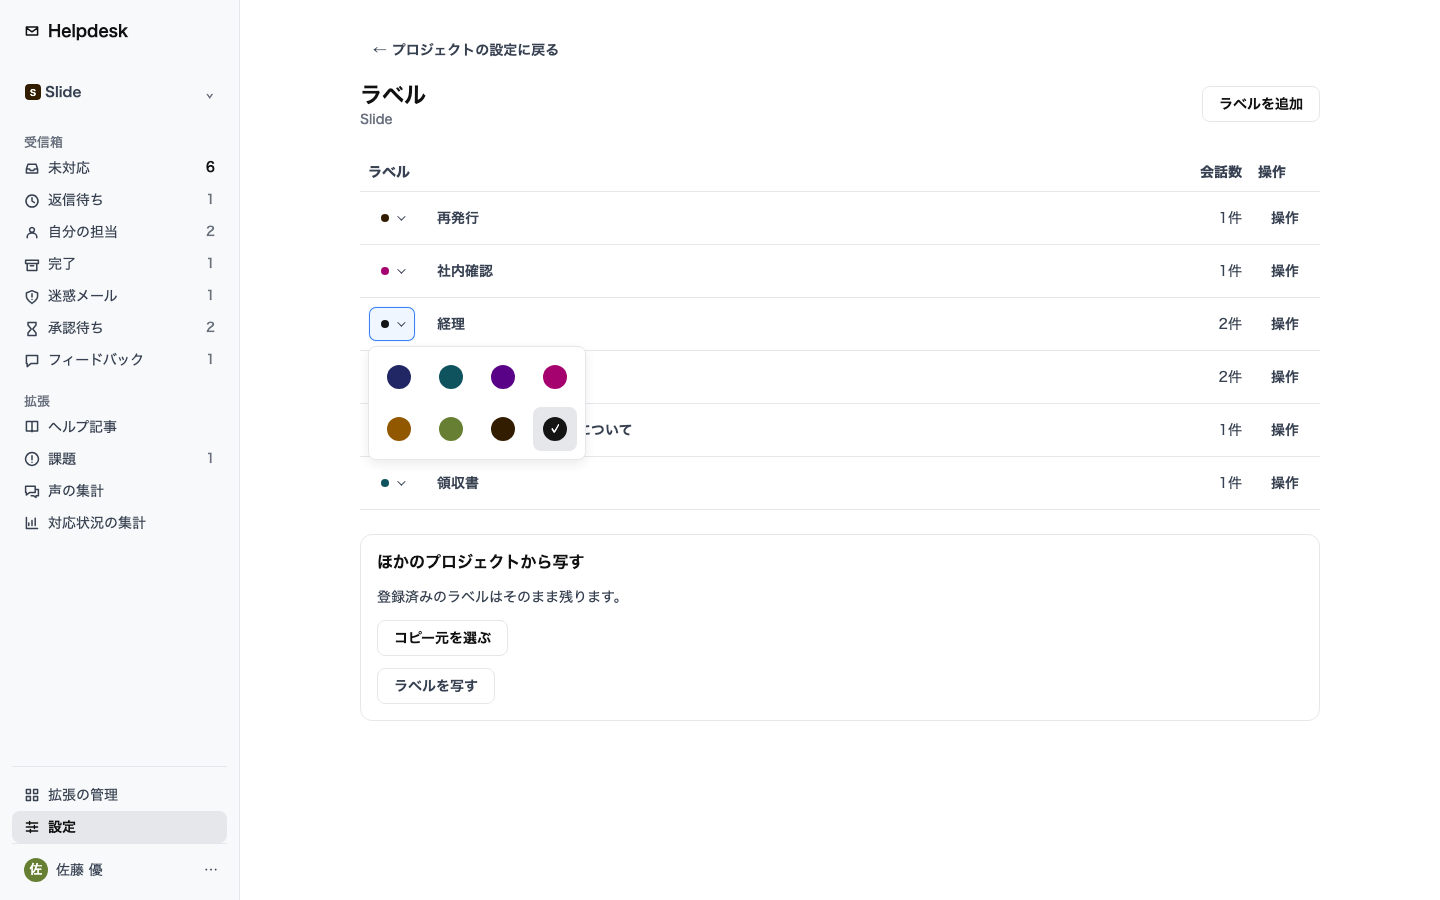 Helpdesk
S Slide
受信箱
未対応 6
返信待ち 1
自分の担当 2
完了 1
迷惑メール 1
承認待ち 2
フィードバック 1
拡張
ヘルプ記事
課題 1
声の集計
対応状況の集計
拡張の管理
設定
佐 佐藤 優 …
← プロジェクトの設定に戻る
ラベル
Slide
ラベルを追加
ラベル 会話数 操作
再発行 1件 操作
社内確認 1件 操作
経理 2件 操作
2件 操作
について 1件 操作
領収書 1件 操作
ほかのプロジェクトから写す
登録済みのラベルはそのまま残ります。
コピー元を選ぶ
ラベルを写す